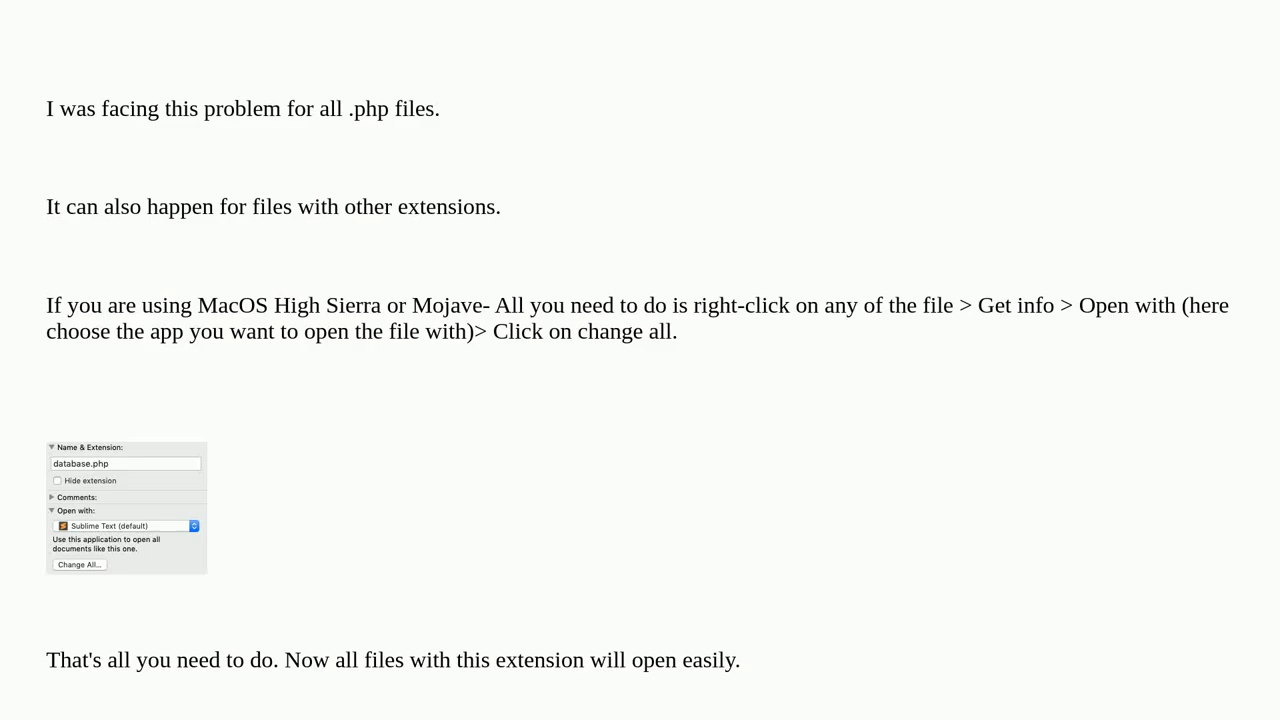 I was facing this problem for all .php files.
It can also happen for files with other extensions.
If you are using MacOS High Sierra or Mojave- All you need to do is right-click on any of the file > Get info > Open with (here
choose the app you want to open the file with)> Click on change all.
Name & Extension:
database.php
Hide extension
Comments:
Open with:
Sublime Text (default)
Use this application to open all
documents like this one.
Change All...
That's all you need to do. Now all files with this extension will open easily.